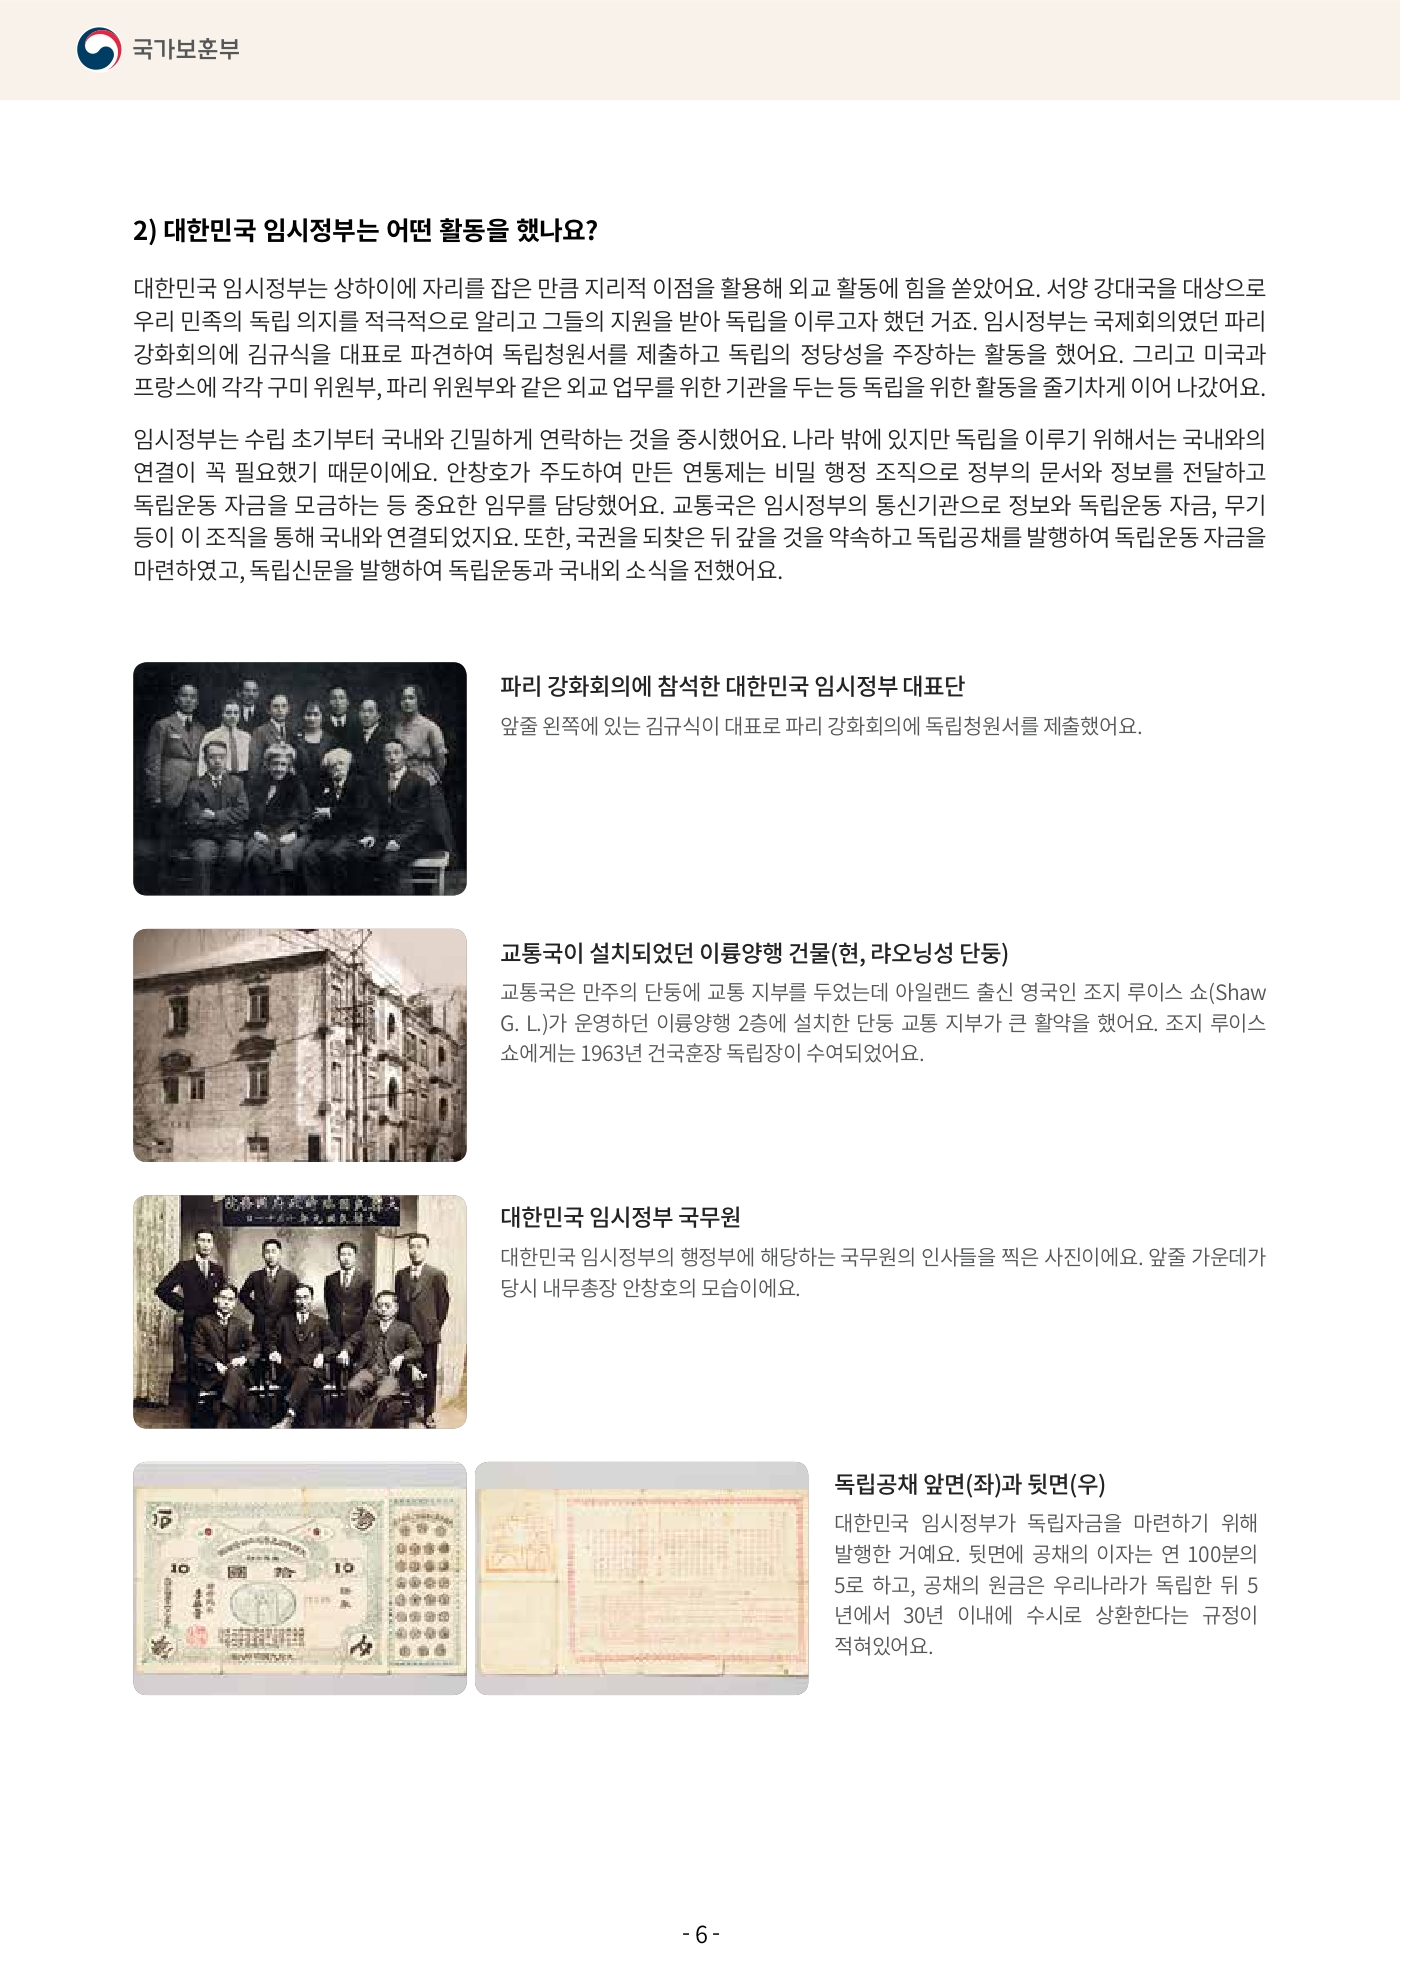 국가보훈부
2) 대한민국 임시정부는 어떤 활동을 했나요?
대한민국 임시정부는 상하이에 자리를 잡은 만큼 지리적 이점을 활용해 외교 활동에 힘을 쏟았어요. 서양 강대국을 대상으로
우리 민족의 독립 의지를 적극적으로 알리고 그들의 지원을 받아 독립을 이루고자 했던 거죠. 임시정부는 국제회의였던 파리
강화회의에 김규식을 대표로 파견하여 독립청원서를 제출하고 독립의 정당성을 주장하는 활동을 했어요. 그리고 미국과
프랑스에 각각 구미 위원부, 파리 위원부와 같은 외교 업무를 위한 기관을 두는 등 독립을 위한 활동을 줄기차게 이어 나갔어요.
임시정부는 수립 초기부터 국내와 긴밀하게 연락하는 것을 중시했어요. 나라 밖에 있지만 독립을 이루기 위해서는 국내와의
연결이 꼭 필요했기 때문이에요. 안창호가 주도하여 만든 연통제는 비밀 행정 조직으로 정부의 문서와 정보를 전달하고
독립운동 자금을 모금하는 등 중요한 임무를 담당했어요. 교통국은 임시정부의 통신기관으로 정보와 독립운동 자금, 무기
등이 이 조직을 통해 국내와 연결되었지요. 또한, 국권을 되찾은 뒤 갚을 것을 약속하고 독립공채를 발행하여 독립운동 자금을
마련하였고, 독립신문을 발행하여 독립운동과 국내외 소식을 전했어요.
파리 강화회의에 참석한 대한민국 임시정부 대표단
앞줄 왼쪽에 있는 김규식이 대표로 파리 강화회의에 독립청원서를 제출했어요.
교통국이 설치되었던 이륭양행 건물(현, 랴오닝성 단둥)
교통국은 만주의 단둥에 교통 지부를 두었는데 아일랜드 출신 영국인 조지 루이스 쇼(Shaw
G. L.)가 운영하던 이륭양행 2층에 설치한 단둥 교통 지부가 큰 활약을 했어요. 조지 루이스
쇼에게는 1963년 건국훈장 독립장이 수여되었어요.
대한민국 임시정부 국무원
대한민국 임시정부의 행정부에 해당하는 국무원의 인사들을 찍은 사진이에요. 앞줄 가운데가
당시 내무총장 안창호의 모습이에요.
10 圓拾 10
독립공채 앞면(좌)과 뒷면(우)
대한민국 임시정부가 독립자금을 마련하기 위해
발행한 거예요. 뒷면에 공채의 이자는 연 100분의
5로 하고, 공채의 원금은 우리나라가 독립한 뒤 5
년에서 30년 이내에 수시로 상환한다는 규정이
적혀있어요.
- 6 -